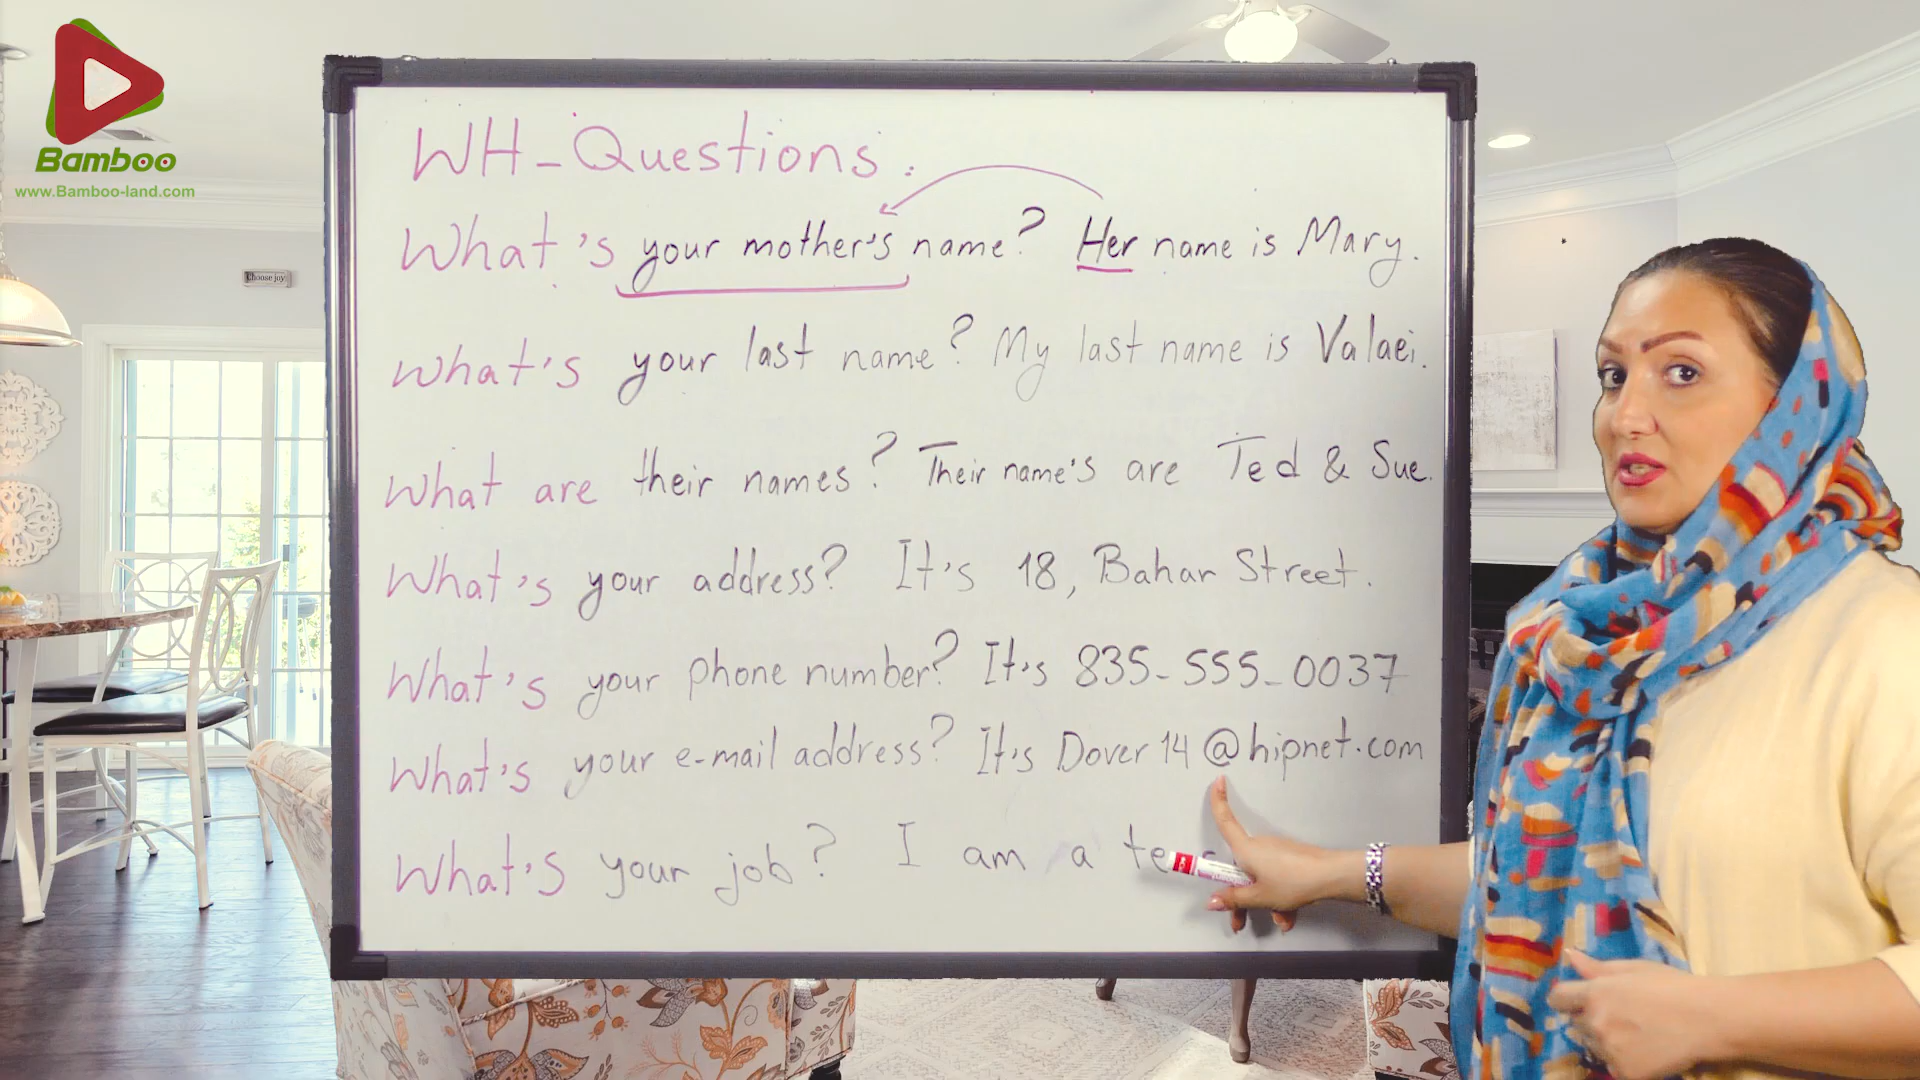 Bamboo
www.Bamboo-land.com
Choose joy
WH-Questions.
What's your mother's name? Her name is Mary.
What's your last name? My last name is Valaei.
What are their names? Their name's are Ted & Sue.
What's your address? It's 18, Bahar Street.
What's your phone number? It's 835-555-0037
What's your e-mail address? It's Dover14@hipnet.com
What's your job? I am a